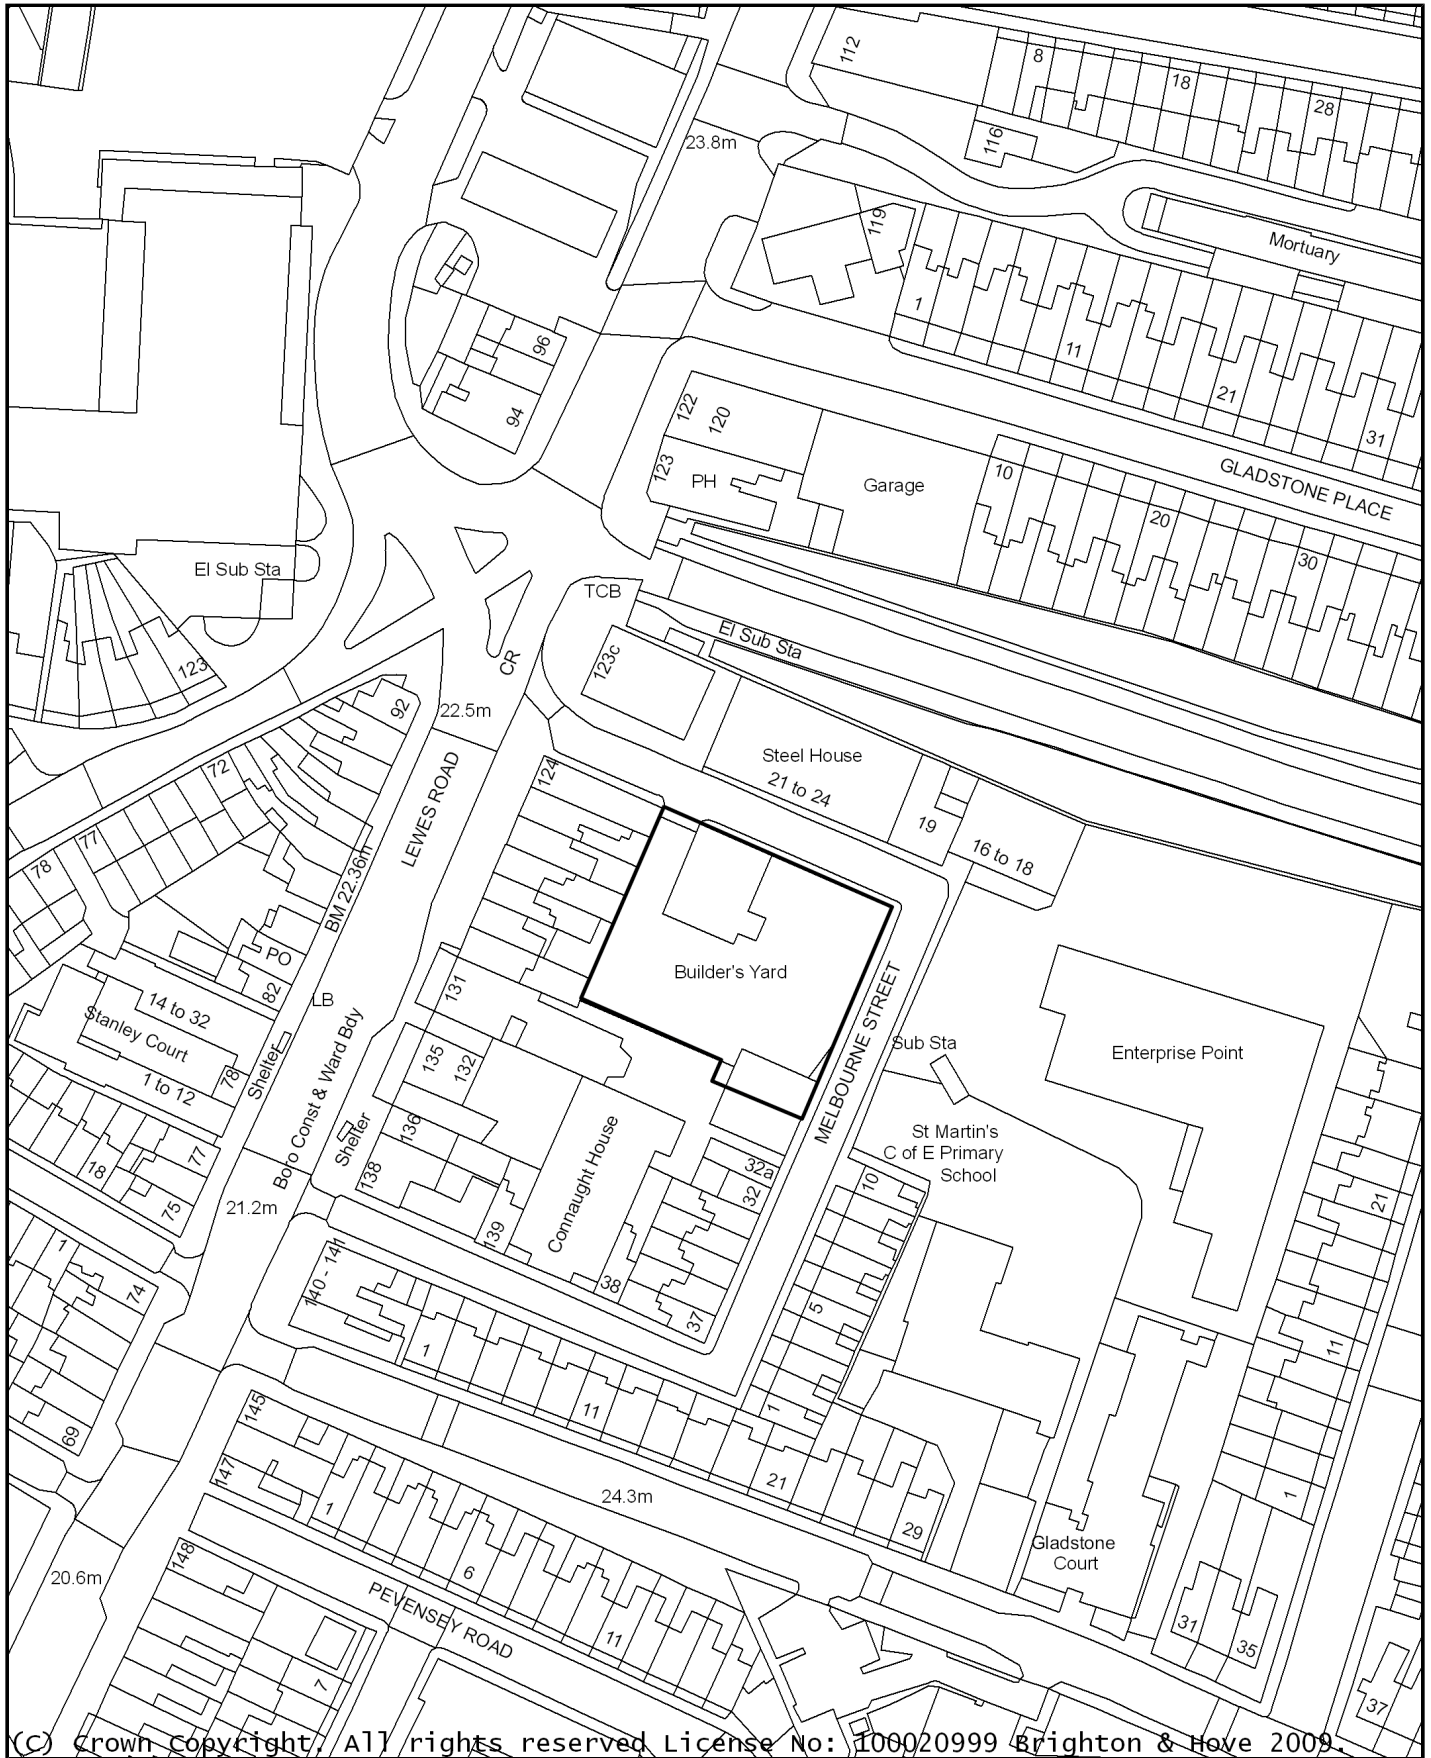 112
8
18
28
116
23.8m
119
Mortuary
1
11
21
31
96
94
122
120
123
PH
Garage
10
20
30
GLADSTONE PLACE
El Sub Sta
123
TCB
El Sub Sta
CR
123c
92
22.5m
LEWES ROAD
Steel House
21 to 24
19
16 to 18
124
72
77
78
BM 22.36m
PO
82
LB
14 to 32
Stanley Court
1 to 12
78
Shelter
Boro Const & Ward Bdy
131
135
132
136
138
139
Shelter
Builder's Yard
MELBOURNE STREET
Sub Sta
Enterprise Point
St Martin's
C of E Primary
School
Connaught House
32a
32
38
37
10
5
1
21
11
1
77
75
18
21.2m
1
74
69
140 - 141
1
11
21
29
145
147
1
6
11
24.3m
Gladstone
Court
31
35
37
148
20.6m
PEVENSEY ROAD
7
(C) Crown Copyright. All rights reserved License No: 100020999 Brighton & Hove 2009.